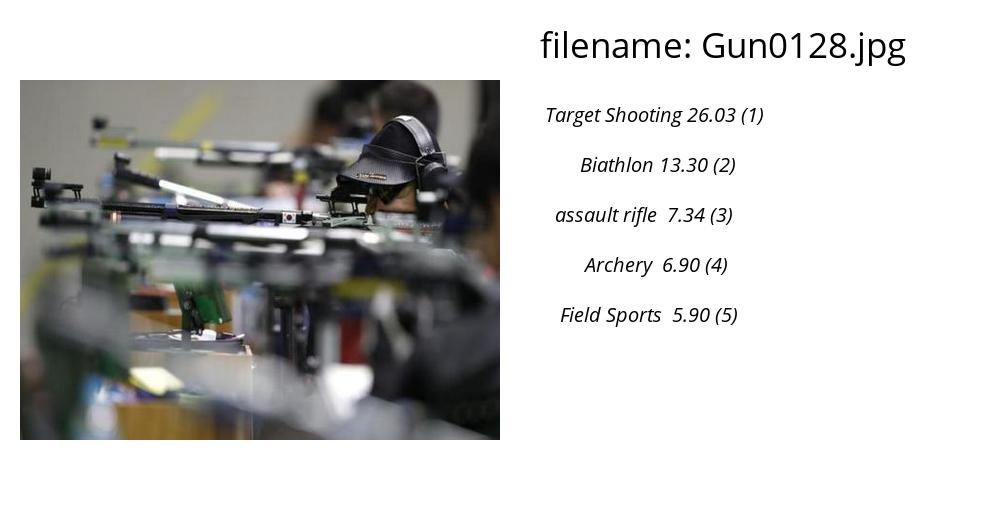 filename: Gun0128.jpg
Target Shooting 26.03 (1)
Biathlon 13.30 (2)
assault rifle 7.34 (3)
Archery 6.90 (4)
Field Sports 5.90 (5)